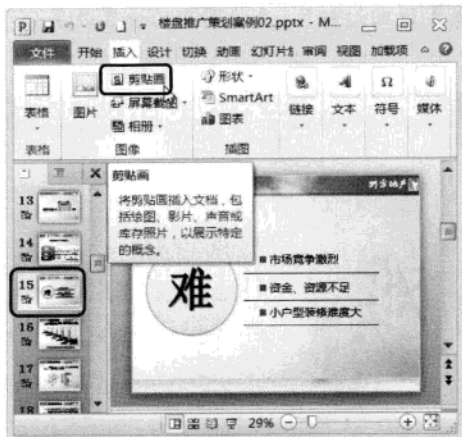 楼盘推广策划案例02.pptx - M...
文件 开始 插入 设计 切换 动画 幻灯片 审阅 视图 加载项
表格
图片
剪贴画
屏幕截图
相册
形状
SmartArt
图表
链接
文本
符号
媒体
表格
图像
插图
剪贴画
将剪贴画插入文档，包
括绘图、影片、声音或
库存照片，以展示特定
的概念。
13
14
15
16
17
18
难
市场竞争激烈
资金、资源不足
小户型装修难度大
29%